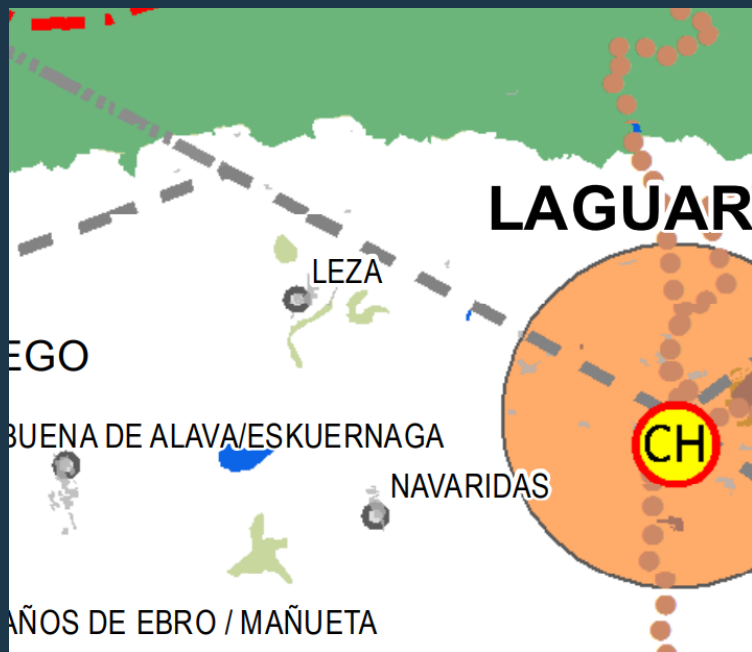 LAGUAR
LEZA
EGO
BUENA DE ALAVA/ESKUERNAGA
CH
NAVARIDAS
AÑOS DE EBRO / MAÑUETA